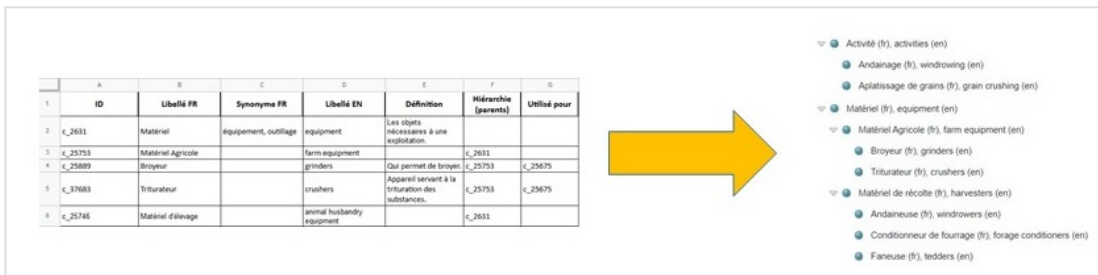 A B C D E F G
1 ID Libellé FR Synonyme FR Libellé EN Définition Hiérarchie (parents) Utilisé pour
2 c_2631 Matériel équipement, outillage equipment Les objets nécessaires à une exploitation.
3 c_25753 Matériel Agricole farm equipment c_2631
4 c_25889 Broyeur grinders Qui permet de broyer. c_25753 c_25675
5 c_37683 Triturateur crushers Appareil servant à la trituration des substances. c_25753 c_25675
6 c_25746 Matériel d'élevage animal husbandry equipment c_2631
Activité (fr), activities (en)
Andainage (fr), windrowing (en)
Aplatissage de grains (fr), grain crushing (en)
Matériel (fr), equipment (en)
Matériel Agricole (fr), farm equipment (en)
Broyeur (fr), grinders (en)
Triturateur (fr), crushers (en)
Matériel de récolte (fr), harvesters (en)
Andaineuse (fr), windrowers (en)
Conditionneur de fourrage (fr), forage conditioners (en)
Faneuse (fr), tedders (en)